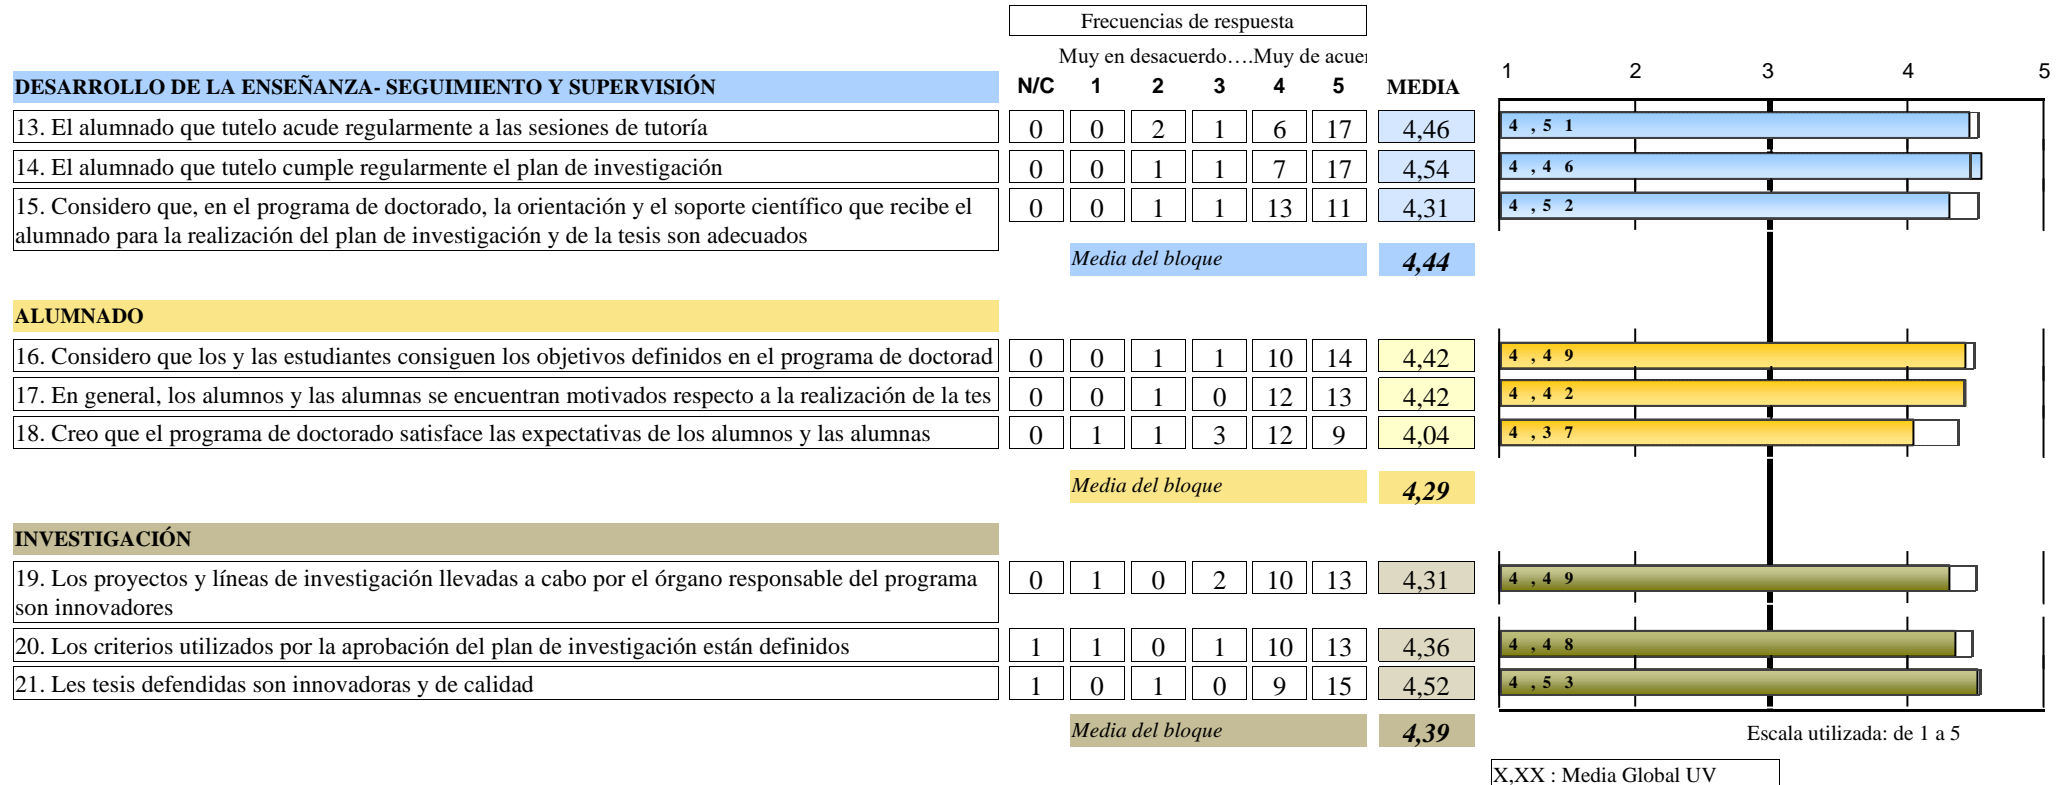 Frecuencias de respuesta
Muy en desacuerdo….Muy de acuer
DESARROLLO DE LA ENSEÑANZA- SEGUIMIENTO Y SUPERVISIÓN N/C 1 2 3 4 5 MEDIA 1 2 3 4 5
13. El alumnado que tutelo acude regularmente a las sesiones de tutoría 0 0 2 1 6 17 4,46 4,51
14. El alumnado que tutelo cumple regularmente el plan de investigación 0 0 1 1 7 17 4,54 4,46
15. Considero que, en el programa de doctorado, la orientación y el soporte científico que recibe el 0 0 1 1 13 11 4,31 4,52
alumnado para la realización del plan de investigación y de la tesis son adecuados
Media del bloque 4,44
ALUMNADO
16. Considero que los y las estudiantes consiguen los objetivos definidos en el programa de doctorad 0 0 1 1 10 14 4,42 4,49
17. En general, los alumnos y las alumnas se encuentran motivados respecto a la realización de la tes 0 0 1 0 12 13 4,42 4,42
18. Creo que el programa de doctorado satisface las expectativas de los alumnos y las alumnas 0 1 1 3 12 9 4,04 4,37
Media del bloque 4,29
INVESTIGACIÓN
19. Los proyectos y líneas de investigación llevadas a cabo por el órgano responsable del programa 0 1 0 2 10 13 4,31 4,49
son innovadores
20. Los criterios utilizados por la aprobación del plan de investigación están definidos 1 1 0 1 10 13 4,36 4,48
21. Les tesis defendidas son innovadoras y de calidad 1 0 1 0 9 15 4,52 4,53
Media del bloque 4,39
Escala utilizada: de 1 a 5
X,XX : Media Global UV